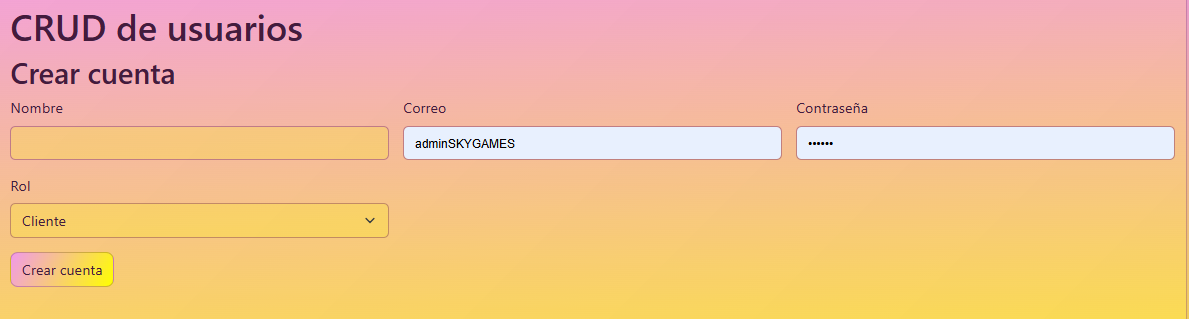 CRUD de usuarios
Crear cuenta
Nombre Correo Contraseña
adminSKYGAMES ••••••
Rol
Cliente
Crear cuenta